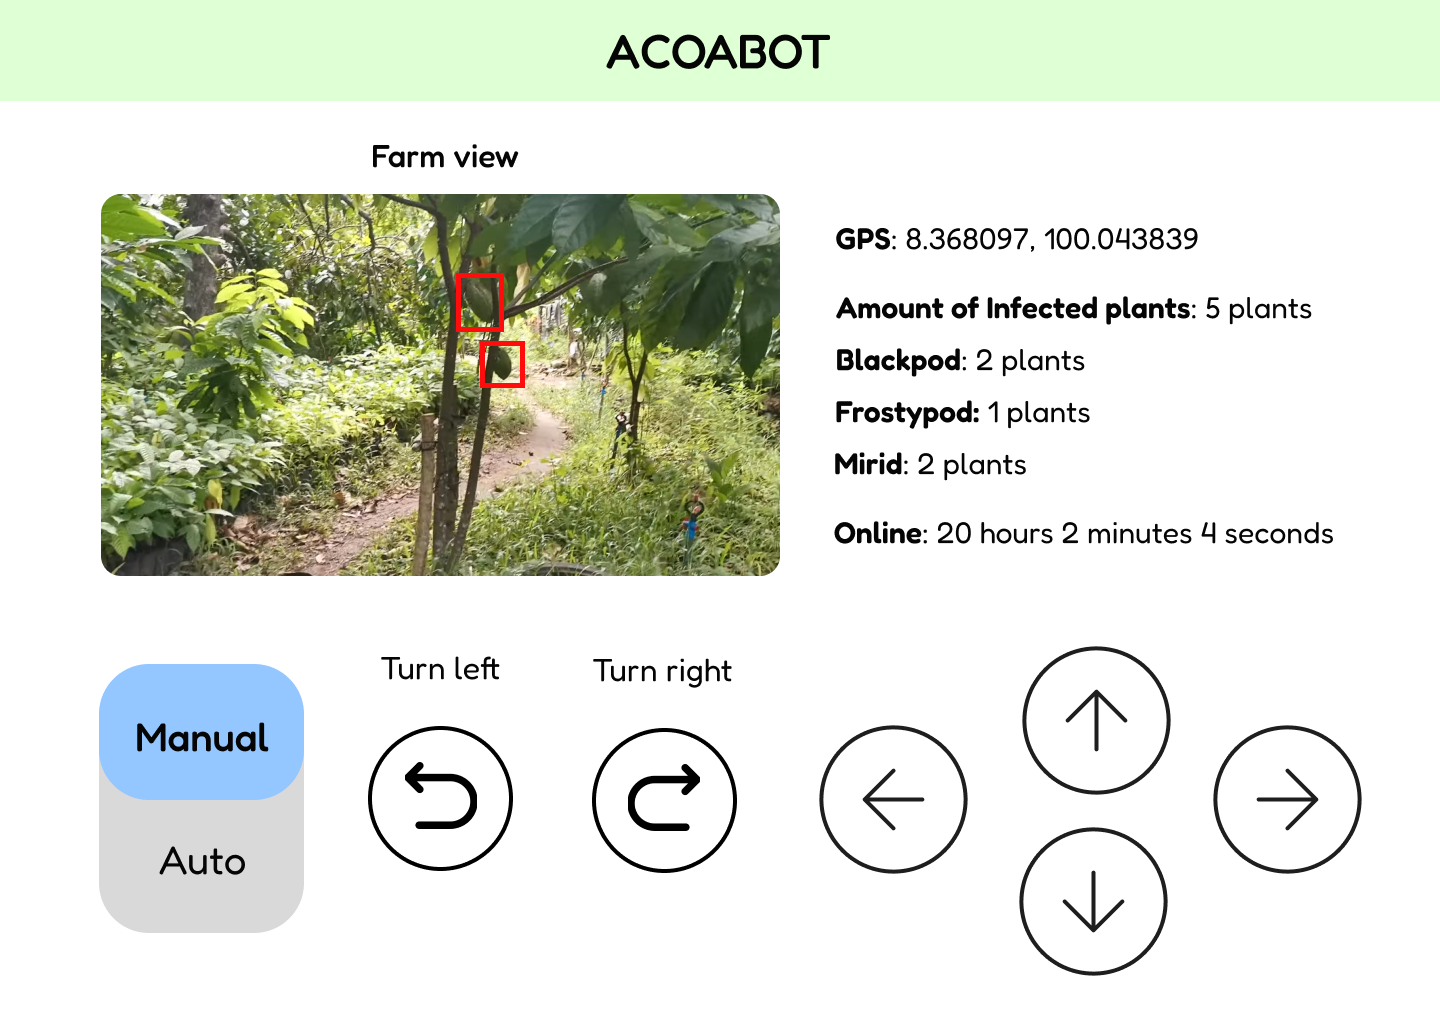 ACOABOT
Farm view
GPS: 8.368097, 100.043839
Amount of Infected plants: 5 plants
Blackpod: 2 plants
Frostypod: 1 plants
Mirid: 2 plants
Online: 20 hours 2 minutes 4 seconds
Manual
Auto
Turn left
Turn right